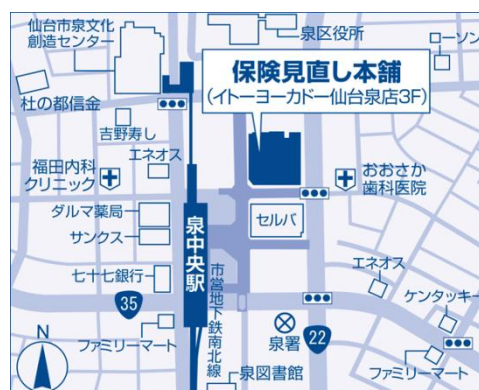 仙台市泉文化
創造センター
泉区役所
ローソン
保険見直し本舗
(イトーヨーカドー仙台泉店3F)
杜の都信金
吉野寿し
エネオス
福田内科
クリニック
おおさか
歯科医院
ダルマ薬局
サンクス
泉中央駅
セルバ
七十七銀行
市営地下鉄南北線
35
エネオス
ケンタッキー
N
ファミリーマート
泉署
22
ファミリーマート
泉図書館